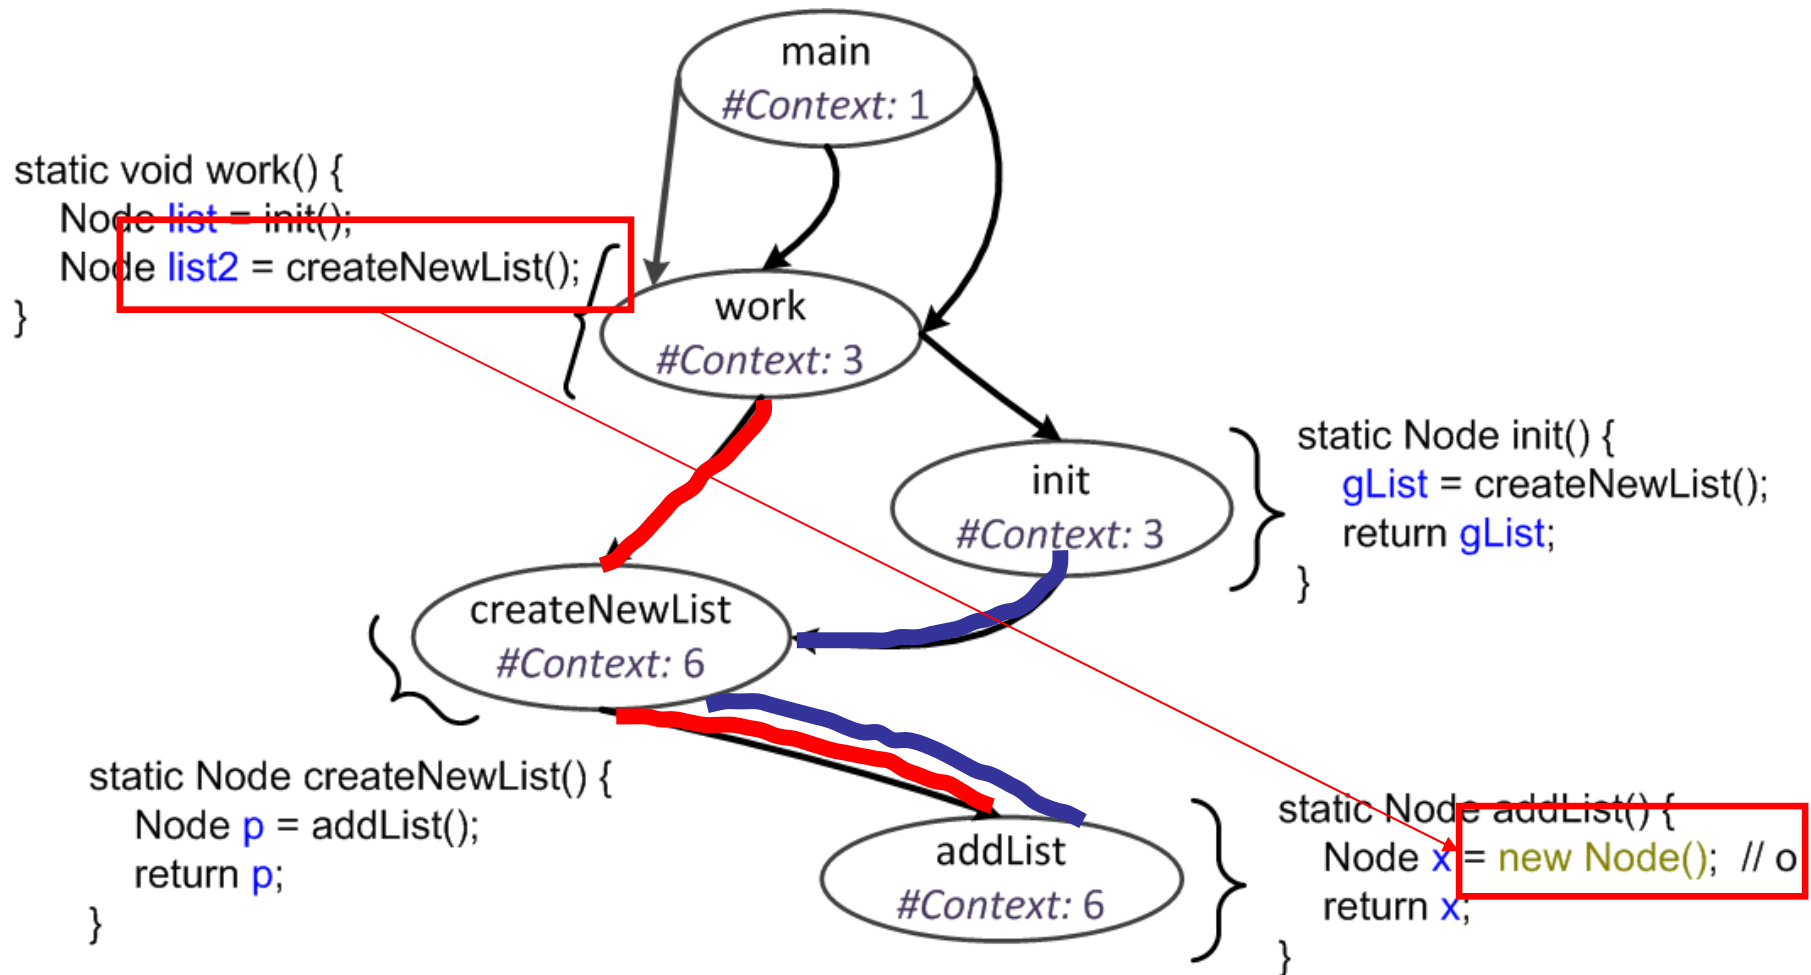 main
#Context: 1
static void work() {
Node list = init();
Node list2 = createNewList();
}
work
#Context: 3
static Node init() {
gList = createNewList();
return gList;
}
init
#Context: 3
createNewList
#Context: 6
static Node createNewList() {
Node p = addList();
return p;
}
addList
#Context: 6
static Node addList() {
Node x = new Node(); // o
return x;
}